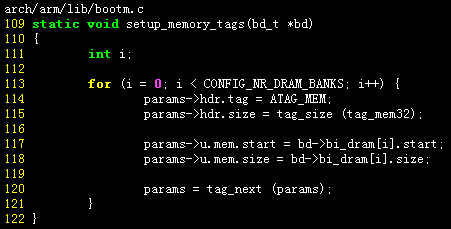 arch/arm/lib/bootm.c
109 static void setup_memory_tags(bd_t *bd)
110 {
111         int i;
112
113         for (i = 0; i < CONFIG_NR_DRAM_BANKS; i++) {
114                 params->hdr.tag = ATAG_MEM;
115                 params->hdr.size = tag_size (tag_mem32);
116
117                 params->u.mem.start = bd->bi_dram[i].start;
118                 params->u.mem.size = bd->bi_dram[i].size;
119
120                 params = tag_next (params);
121         }
122 }